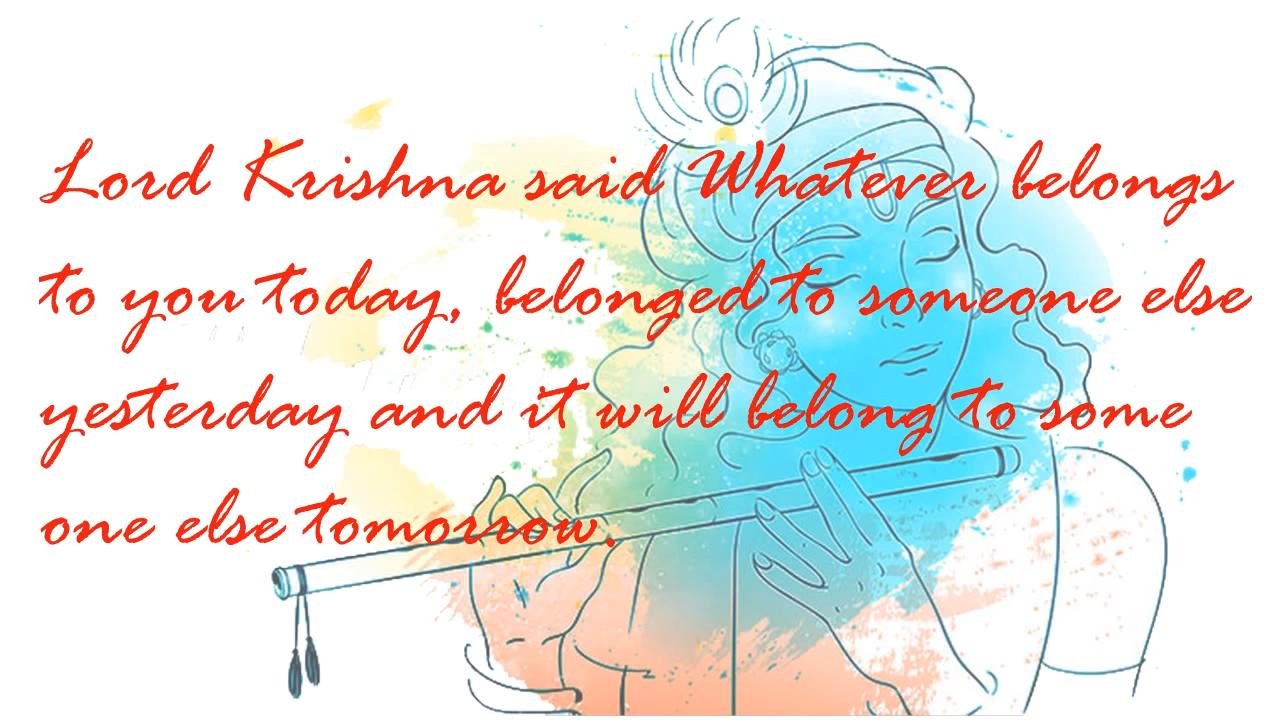 Lord Krishna said Whatever belongs
to you today, belonged to someone else
yesterday and it will belong to some
one else tomorrow.